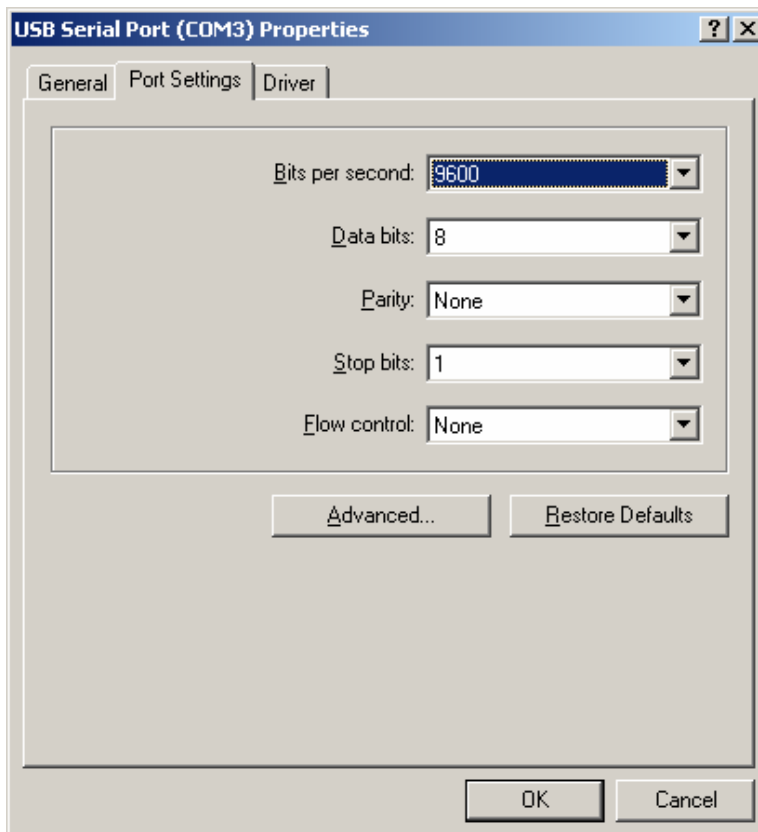 USB Serial Port (COM3) Properties
General Port Settings Driver
Bits per second: 9600
Data bits: 8
Parity: None
Stop bits: 1
Flow control: None
Advanced... Restore Defaults
OK Cancel